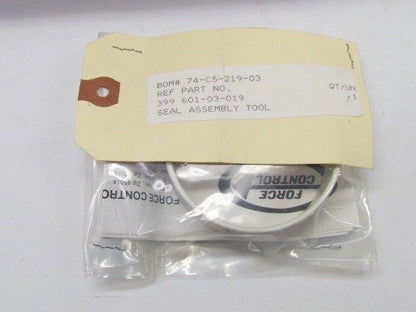 BOM# 74-C5-219-03
REF PART NO. QT/UN
399 601-03-019 /1
SEAL ASSEMBLY TOOL
FORCE
CONTROL
FORCE CONTRC